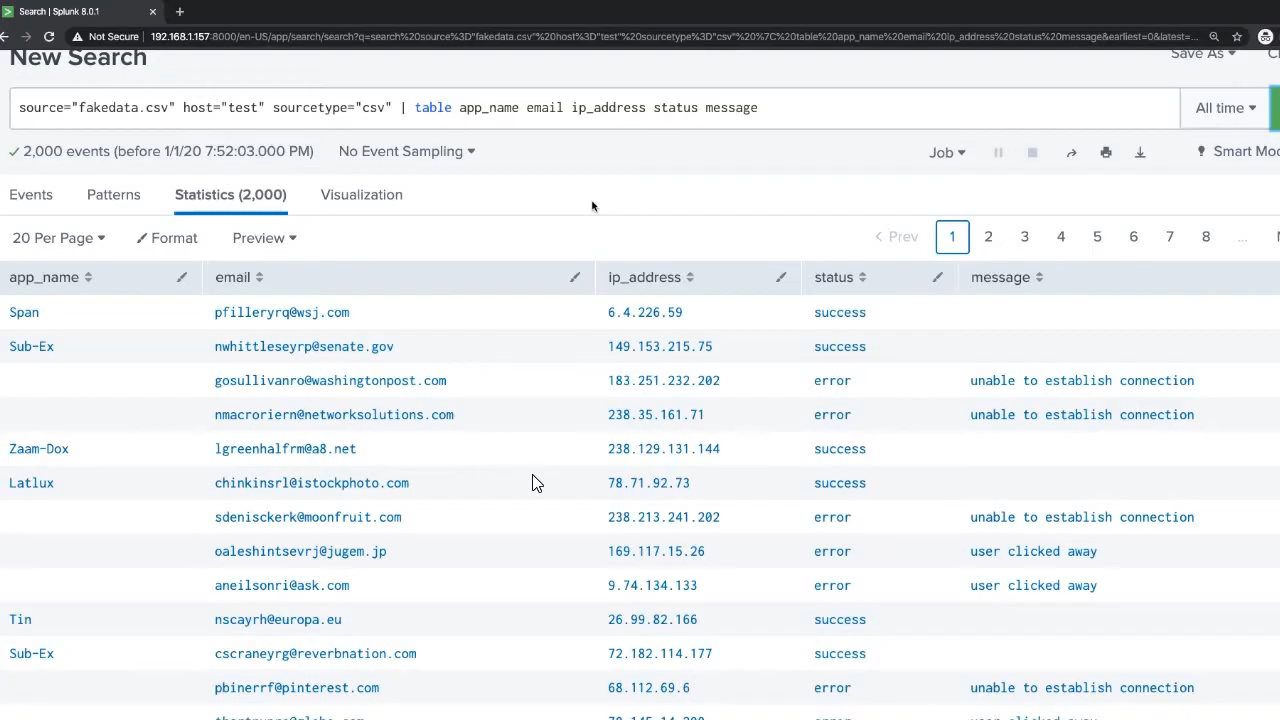 Search | Splunk 8.0.1
Not Secure | 192.168.1.157:8000/en-US/app/search/search?q=search%20source%3D"fakedata.csv"%20host%3D"test"%20sourcetype%3D"csv"%20%7C%20table%20app_name%20email%20ip_address%20status%20message&earliest=0&latest=...
New Search
Save As
source="fakedata.csv" host="test" sourcetype="csv" | table app_name email ip_address status message
All time
2,000 events (before 1/1/20 7:52:03.000 PM) No Event Sampling Job Smart Mod
Events Patterns Statistics (2,000) Visualization
20 Per Page Format Preview < Prev 1 2 3 4 5 6 7 8 ...
app_name email ip_address status message
Span pfilleryrq@wsj.com 6.4.226.59 success
Sub-Ex nwhittleseyrp@senate.gov 149.153.215.75 success
gosullivanro@washingtonpost.com 183.251.232.202 error unable to establish connection
nmacroriern@networksolutions.com 238.35.161.71 error unable to establish connection
Zaam-Dox lgreenhalfrm@a8.net 238.129.131.144 success
Latlux chinkinsrl@istockphoto.com 78.71.92.73 success
sdenisckerk@moonfruit.com 238.213.241.202 error unable to establish connection
oaleshintsevrj@jugem.jp 169.117.15.26 error user clicked away
aneilsonri@ask.com 9.74.134.133 error user clicked away
Tin nscayrh@europa.eu 26.99.82.166 success
Sub-Ex cscraneyrg@reverbnation.com 72.182.114.177 success
pbinerrf@pinterest.com 68.112.69.6 error unable to establish connection